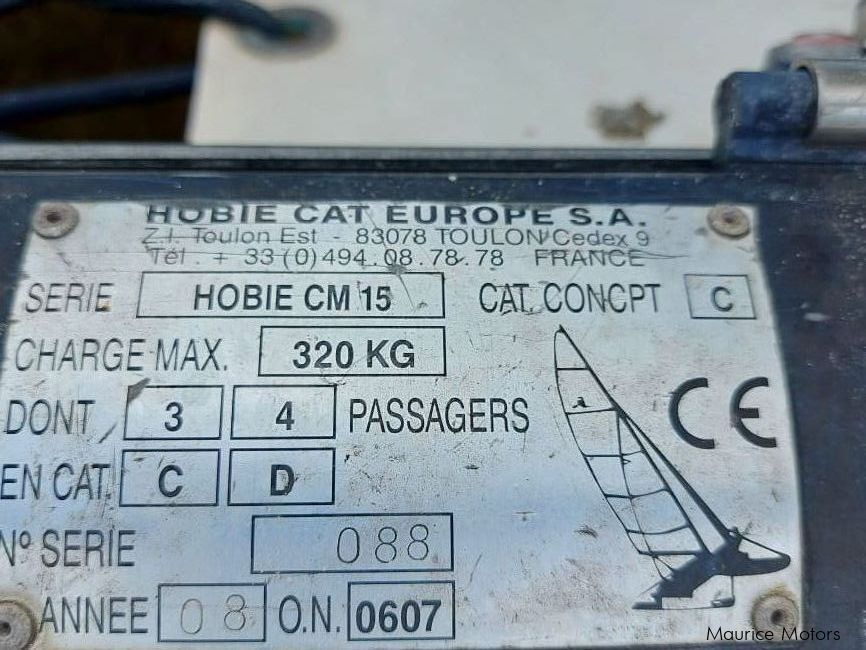 HOBIE CAT EUROPE S.A.
Z.I. Toulon Est - 83078 TOULON Cedex 9
Tél. + 33 (0) 494.08.78.78 FRANCE
SERIE HOBIE CM 15 CAT. CONCPT C
CHARGE MAX. 320 KG
DONT 3 4 PASSAGERS
EN CAT. C D
CE
Nº SERIE 088
ANNEE 08 O.N. 0607
Maurice Motors